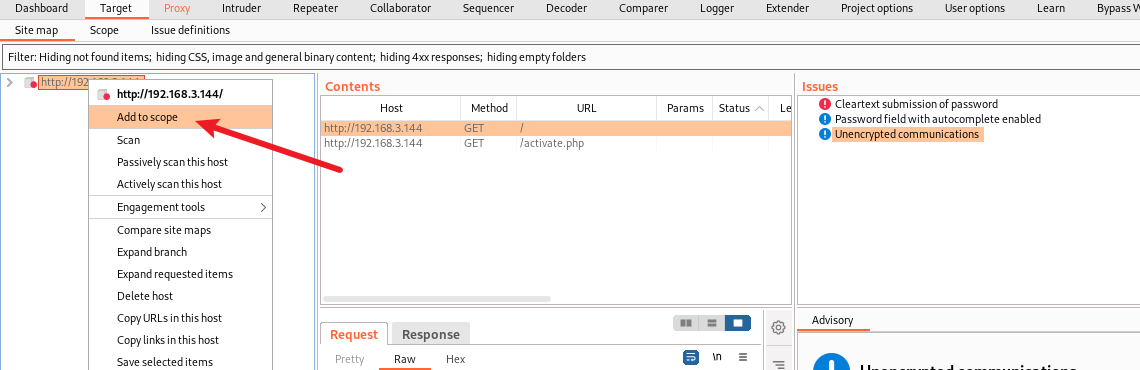 Dashboard Target Proxy Intruder Repeater Collaborator Sequencer Decoder Comparer Logger Extender Project options User options Learn Bypass
Site map Scope Issue definitions
Filter: Hiding not found items; hiding CSS, image and general binary content; hiding 4xx responses; hiding empty folders
http://192.168.3.144/
Add to scope
Scan
Passively scan this host
Actively scan this host
Engagement tools
Compare site maps
Expand branch
Expand requested items
Delete host
Copy URLs in this host
Copy links in this host
Save selected items
Contents
Host Method URL Params Status Le
http://192.168.3.144 GET /
http://192.168.3.144 GET /activate.php
Request Response
Pretty Raw Hex \n
Issues
Cleartext submission of password
Password field with autocomplete enabled
Unencrypted communications
Advisory
Unencrypted communications